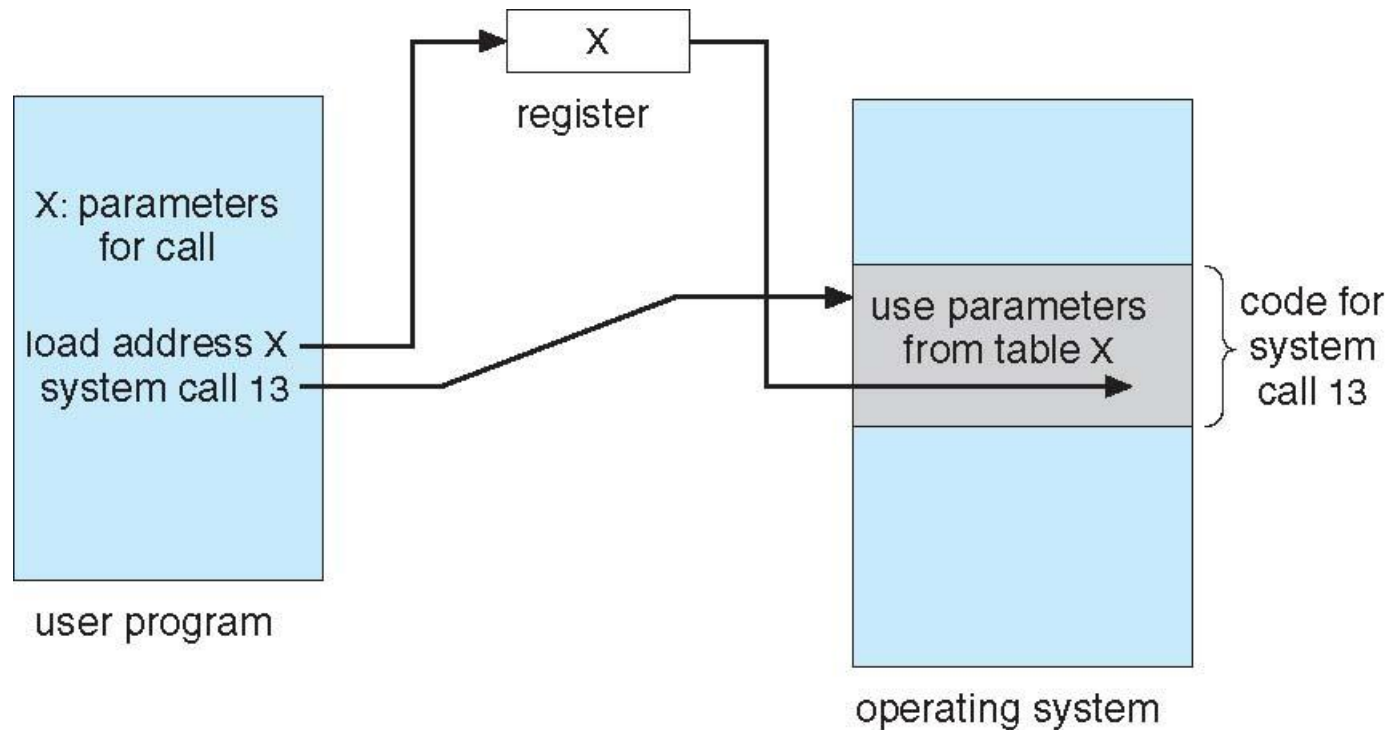 X
register
X: parameters
for call
load address X
system call 13
user program
use parameters
from table X
code for
system
call 13
operating system